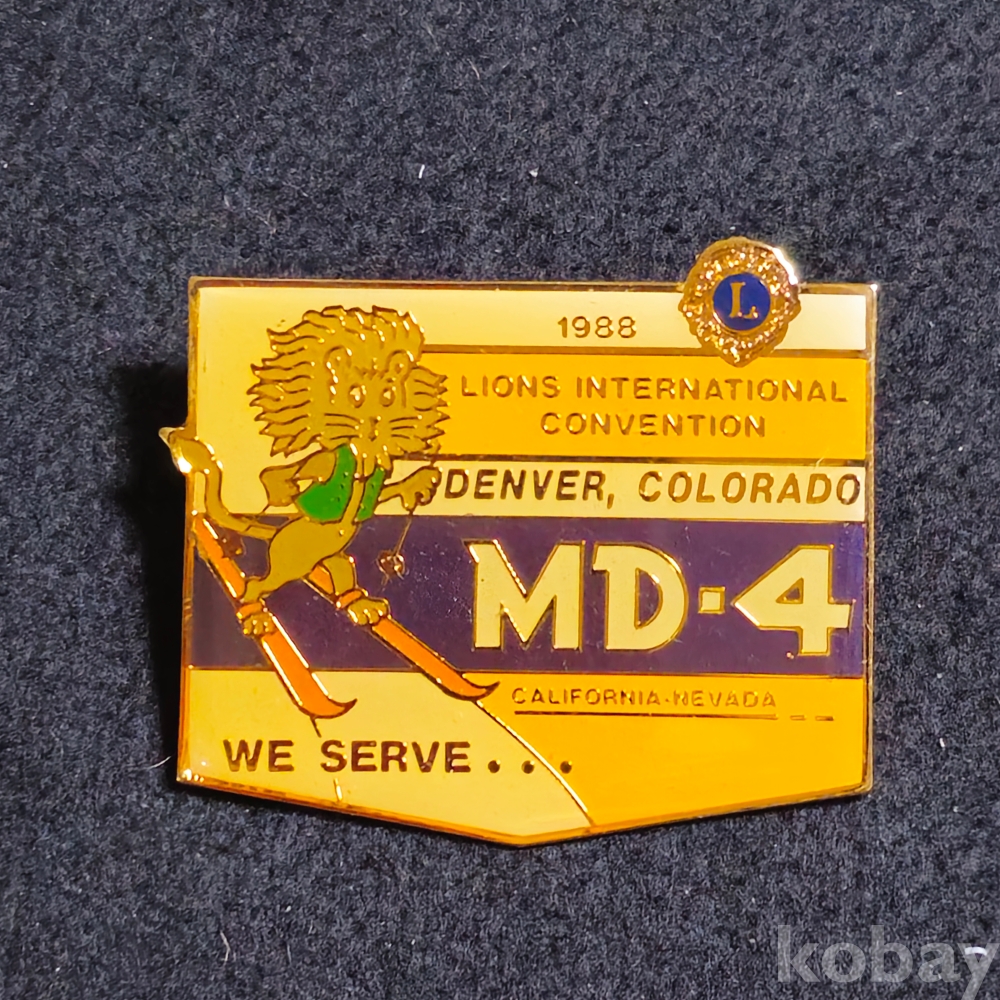 1988
L
LIONS INTERNATIONAL
CONVENTION
DENVER, COLORADO
MD-4
CALIFORNIA-NEVADA
WE SERVE...
kobay